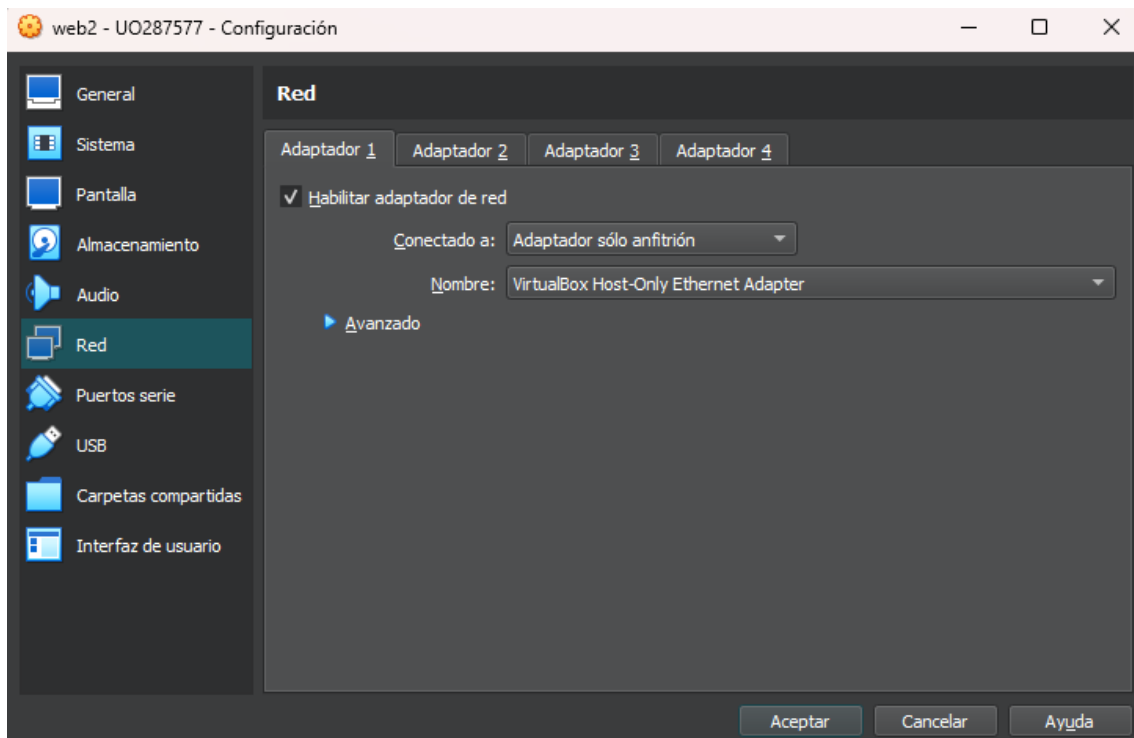 web2 - UO287577 - Configuración
General
Sistema
Pantalla
Almacenamiento
Audio
Red
Puertos serie
USB
Carpetas compartidas
Interfaz de usuario
Red
Adaptador 1 Adaptador 2 Adaptador 3 Adaptador 4
Habilitar adaptador de red
Conectado a: Adaptador sólo anfitrión
Nombre: VirtualBox Host-Only Ethernet Adapter
Avanzado
Aceptar Cancelar Ayuda